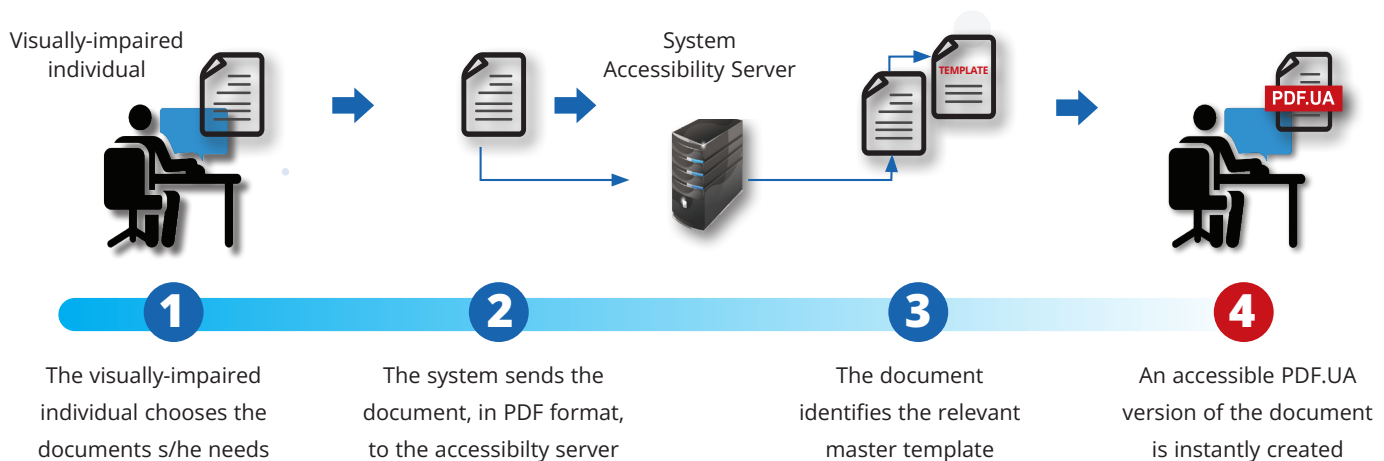 Visually-impaired
individual
System
Accessibility Server
TEMPLATE
PDF.UA
1
2
3
4
The visually-impaired
individual chooses the
documents s/he needs
The system sends the
document, in PDF format,
to the accessibilty server
The document
identifies the relevant
master template
An accessible PDF.UA
version of the document
is instantly created